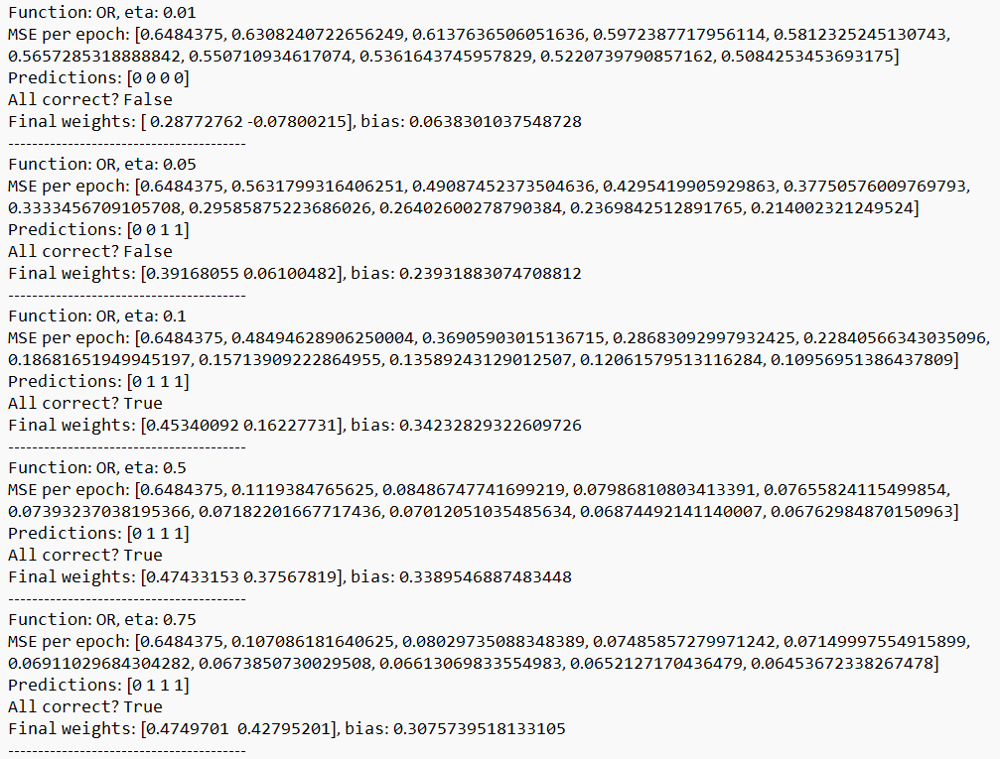 Function: OR, eta: 0.01
MSE per epoch: [0.6484375, 0.6308240722656249, 0.6137636506051636, 0.5972387717956114, 0.5812325245130743,
0.5657285318888842, 0.550710934617074, 0.5361643745957829, 0.5220739790857162, 0.5084253453693175]
Predictions: [0 0 0 0]
All correct? False
Final weights: [ 0.28772762 -0.07800215], bias: 0.0638301037548728
----------------------------------------
Function: OR, eta: 0.05
MSE per epoch: [0.6484375, 0.5631799316406251, 0.49087452373504636, 0.4295419905929863, 0.37750576009769793,
0.3333456709105708, 0.29585875223686026, 0.26402600278790384, 0.2369842512891765, 0.214002321249524]
Predictions: [0 0 1 1]
All correct? False
Final weights: [0.39168055 0.06100482], bias: 0.23931883074708812
----------------------------------------
Function: OR, eta: 0.1
MSE per epoch: [0.6484375, 0.48494628906250004, 0.36905903015136715, 0.28683092997932425, 0.22840566343035096,
0.18681651949945197, 0.15713909222864955, 0.13589243129012507, 0.12061579513116284, 0.10956951386437809]
Predictions: [0 1 1 1]
All correct? True
Final weights: [0.45340092 0.16227731], bias: 0.34232829322609726
----------------------------------------
Function: OR, eta: 0.5
MSE per epoch: [0.6484375, 0.1119384765625, 0.08486747741699219, 0.07986810803413391, 0.07655824115499854,
0.07393237038195366, 0.07182201667717436, 0.07012051035485634, 0.06874492141140007, 0.06762984870150963]
Predictions: [0 1 1 1]
All correct? True
Final weights: [0.47433153 0.37567819], bias: 0.3389546887483448
----------------------------------------
Function: OR, eta: 0.75
MSE per epoch: [0.6484375, 0.107086181640625, 0.08029735088348389, 0.07485857279971242, 0.07149997554915899,
0.06911029684304282, 0.0673850730029508, 0.06613069833554983, 0.0652127170436479, 0.06453672338267478]
Predictions: [0 1 1 1]
All correct? True
Final weights: [0.4749701  0.42795201], bias: 0.3075739518133105
----------------------------------------